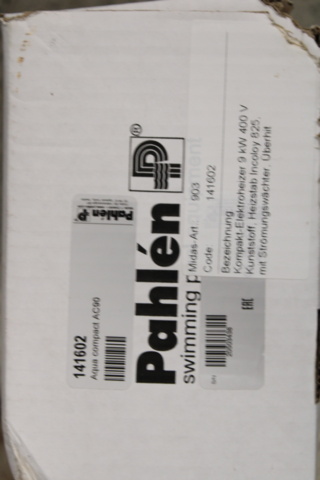 Pahlén®
swimming p
Midas-Art. 903
Code 141602
Bezeichnung
Kompakt-Elektroheizer 9 kW 400 V
Kunststoff, Heizstab Incoloy 825,
mit Strömungswächter, Überhit
Pahlén
141602
Aqua compact AC90
EAC
S/N